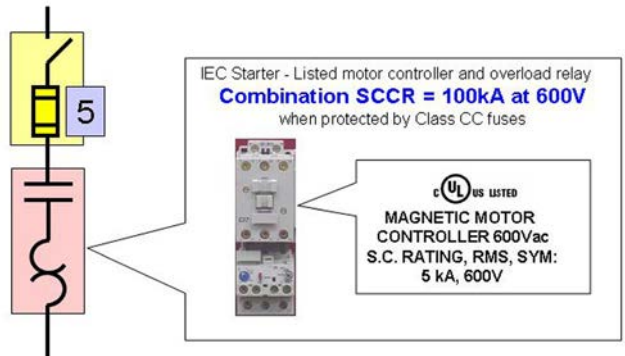 5
IEC Starter - Listed motor controller and overload relay
Combination SCCR = 100kA at 600V
when protected by Class CC fuses
C UL US LISTED
MAGNETIC MOTOR
CONTROLLER 600Vac
S.C. RATING, RMS, SYM:
5 kA, 600V